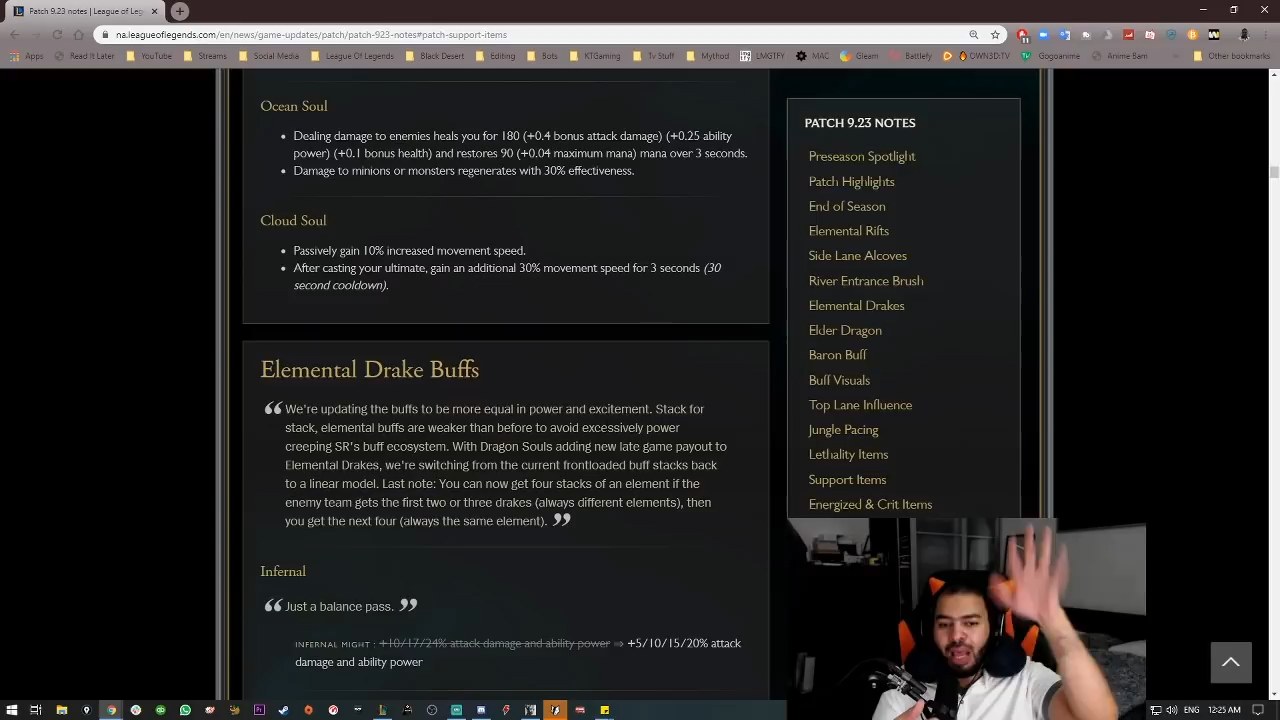 Patch 9.23 notes | League of Leg
na.leagueoflegends.com/en/news/game-updates/patch/patch-923-notes#patch-support-items
Apps Read It Later YouTube Streams Social Media League Of Legends Black Desert Editing Bots KTGaming Tv Stuff Mythod LMGTFY MAC Gleam Battlefy OWN3D.TV Gogoanime Anime Bam Other bookmarks
Ocean Soul
Dealing damage to enemies heals you for 180 (+0.4 bonus attack damage) (+0.25 ability
power) (+0.1 bonus health) and restores 90 (+0.04 maximum mana) mana over 3 seconds.
Damage to minions or monsters regenerates with 30% effectiveness.
Cloud Soul
Passively gain 10% increased movement speed.
After casting your ultimate, gain an additional 30% movement speed for 3 seconds (30
second cooldown).
Elemental Drake Buffs
“ We're updating the buffs to be more equal in power and excitement. Stack for
stack, elemental buffs are weaker than before to avoid excessively power
creeping SR's buff ecosystem. With Dragon Souls adding new late game payout to
Elemental Drakes, we're switching from the current frontloaded buff stacks back
to a linear model. Last note: You can now get four stacks of an element if the
enemy team gets the first two or three drakes (always different elements), then
you get the next four (always the same element). ”
Infernal
“ Just a balance pass. ”
INFERNAL MIGHT : +10/17/24% attack damage and ability power ⇒ +5/10/15/20% attack
damage and ability power
PATCH 9.23 NOTES
Preseason Spotlight
Patch Highlights
End of Season
Elemental Rifts
Side Lane Alcoves
River Entrance Brush
Elemental Drakes
Elder Dragon
Baron Buff
Buff Visuals
Top Lane Influence
Jungle Pacing
Lethality Items
Support Items
Energized & Crit Items
ENG 12:25 AM